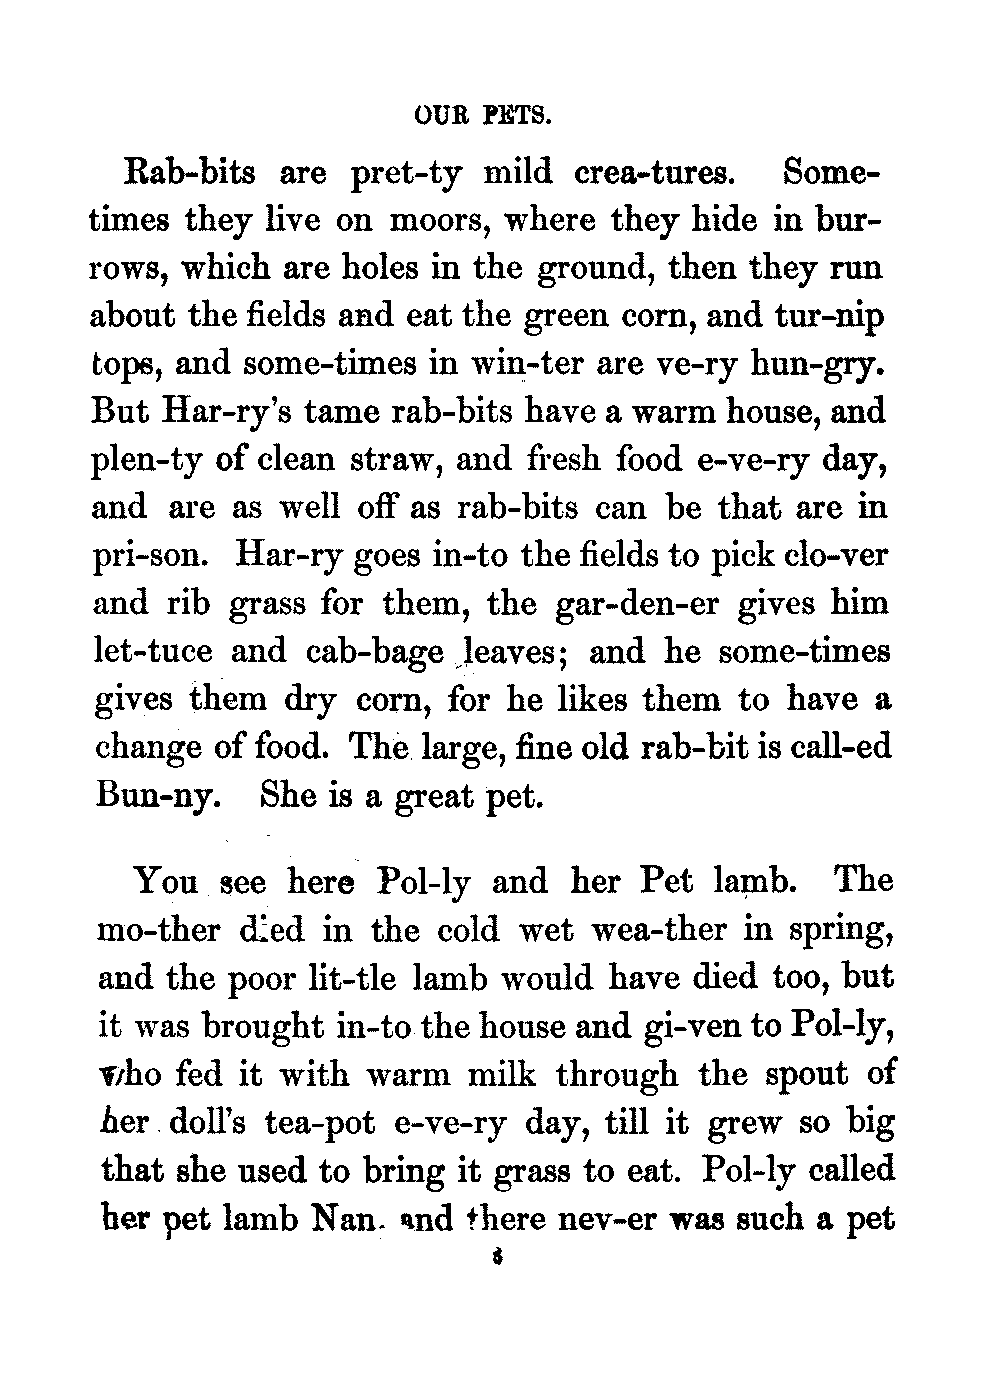 OUR PETS.
Rab-bits are pret-ty mild crea-tures. Some-
times they live on moors, where they hide in bur-
rows, which are holes in the ground, then they run
about the fields and eat the green corn, and tur-nip
tops, and some-times in win-ter are ve-ry hun-gry.
But Har-ry's tame rab-bits have a warm house, and
plen-ty of clean straw, and fresh food e-ve-ry day,
and are as well off as rab-bits can be that are in
pri-son. Har-ry goes in-to the fields to pick clo-ver
and rib grass for them, the gar-den-er gives him
let-tuce and cab-bage leaves; and he some-times
gives them dry corn, for he likes them to have a
change of food. The large, fine old rab-bit is call-ed
Bun-ny. She is a great pet.
You see here Pol-ly and her Pet lamb. The
mo-ther died in the cold wet wea-ther in spring,
and the poor lit-tle lamb would have died too, but
it was brought in-to the house and gi-ven to Pol-ly,
who fed it with warm milk through the spout of
her doll's tea-pot e-ve-ry day, till it grew so big
that she used to bring it grass to eat. Pol-ly called
her pet lamb Nan. and there nev-er was such a pet